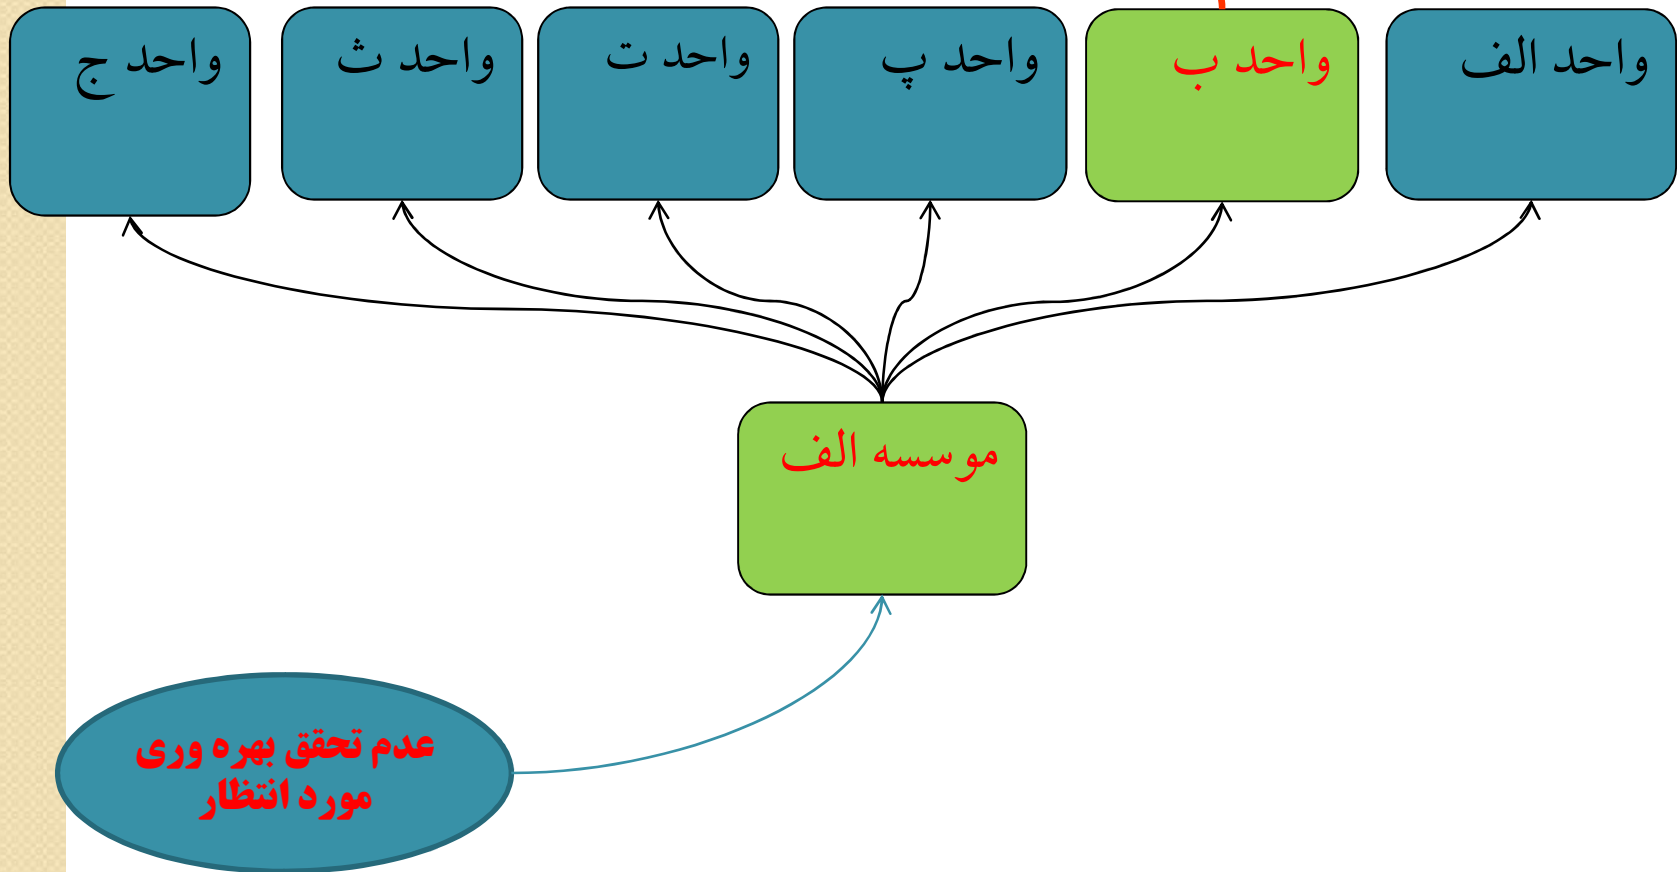 واحد الف
واحد ب
واحد پ
واحد ت
واحد ث
واحد ج
موسسه الف
عدم تحقق بهره وری
مورد انتظار